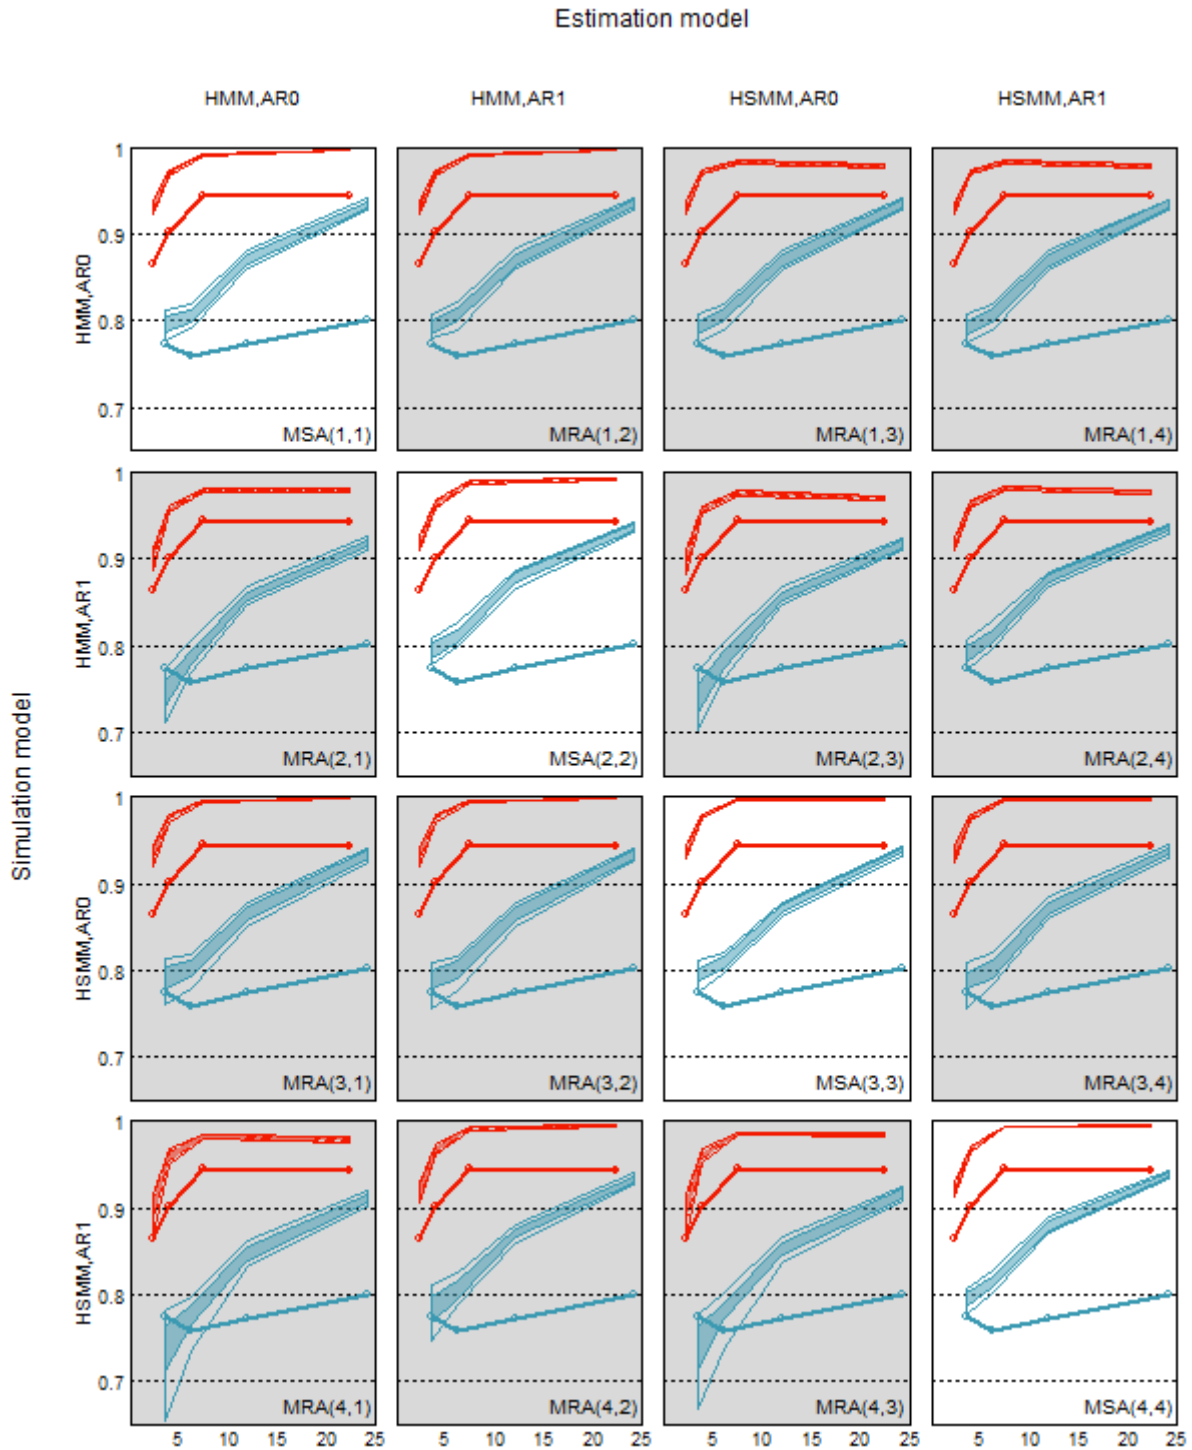 Estimation model
HMM,AR0 HMM,AR1 HSMM,AR0 HSMM,AR1
Simulation model
HMM,AR0
1
0.9
0.8
0.7
MSA(1,1) MRA(1,2) MRA(1,3) MRA(1,4)
HMM,AR1
1
0.9
0.8
0.7
MRA(2,1) MSA(2,2) MRA(2,3) MRA(2,4)
HSMM,AR0
1
0.9
0.8
0.7
MRA(3,1) MRA(3,2) MSA(3,3) MRA(3,4)
HSMM,AR1
1
0.9
0.8
0.7
MRA(4,1) MRA(4,2) MRA(4,3) MSA(4,4)
5 10 15 20 25 5 10 15 20 25 5 10 15 20 25 5 10 15 20 25